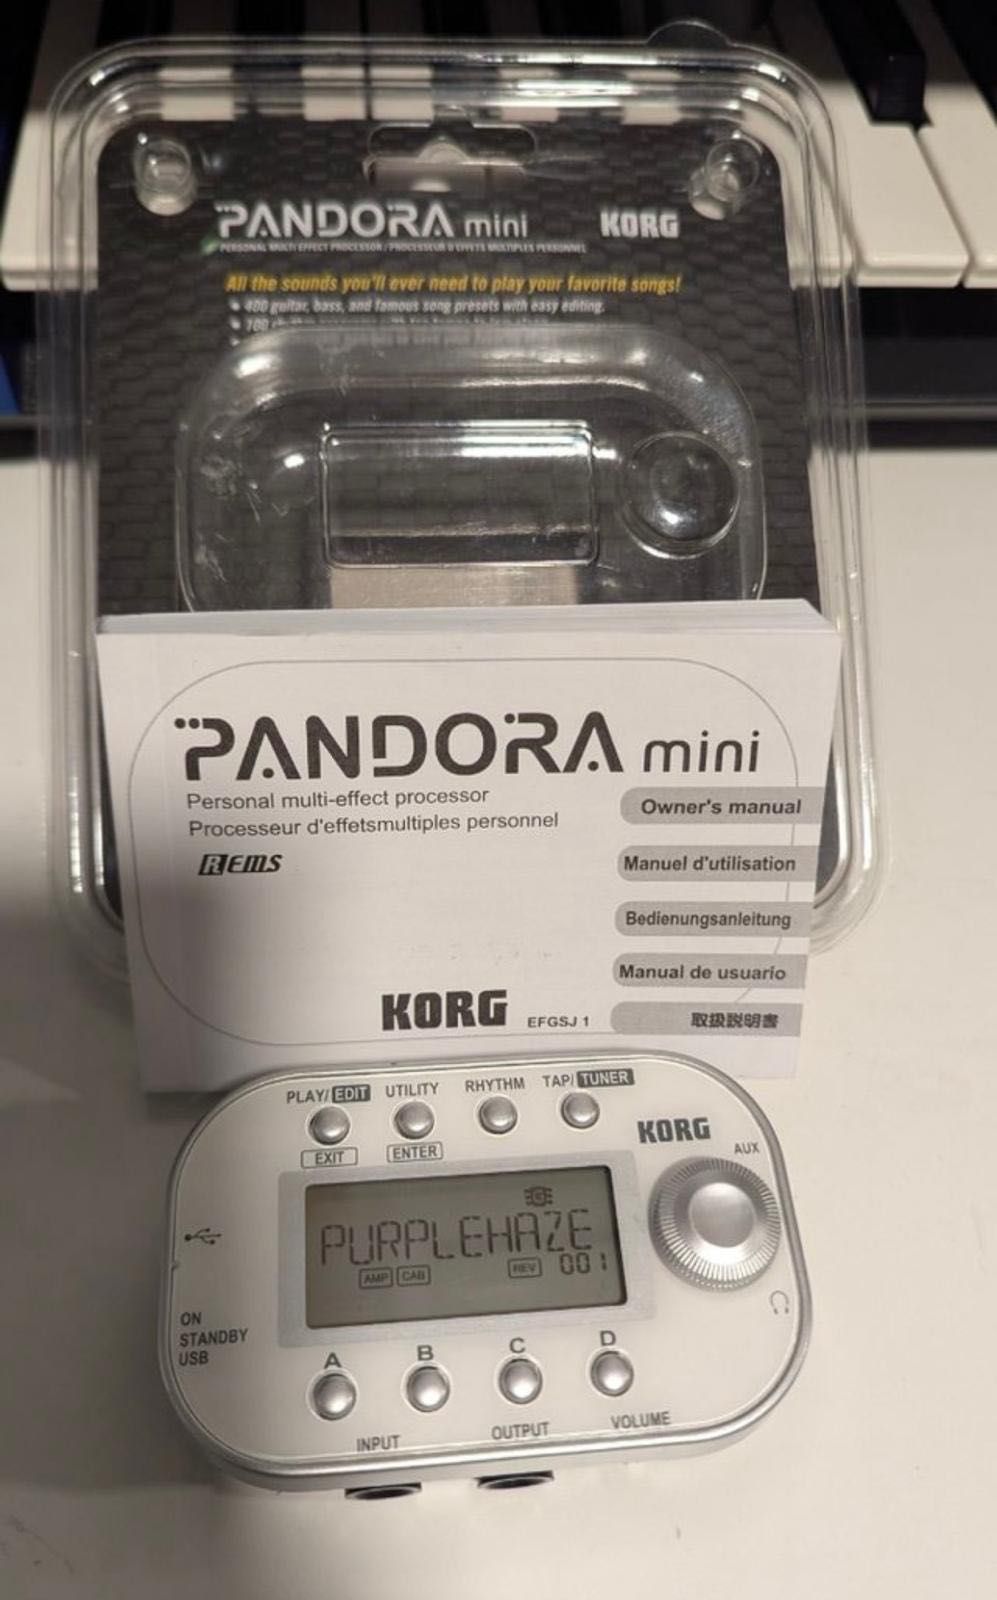 PANDORA mini KORG
PERSONAL MULTI EFFECT PROCESSOR / PROCESSEUR D'EFFETS MULTIPLES PERSONNEL
All the sounds you'll ever need to play your favorite songs!
400 guitar, bass, and famous song presets with easy editing.
PANDORA mini
Personal multi-effect processor
Processeur d'effetsmultiples personnel
REMS
Owner's manual
Manuel d'utilisation
Bedienungsanleitung
Manual de usuario
取扱説明書
KORG EFGSJ 1
PLAY/EDIT UTILITY RHYTHM TAP/TUNER
EXIT ENTER
KORG
AUX
G
PURPLEHAZE
AMP CAB REV 001
ON
STANDBY
USB
A B C D
INPUT OUTPUT VOLUME